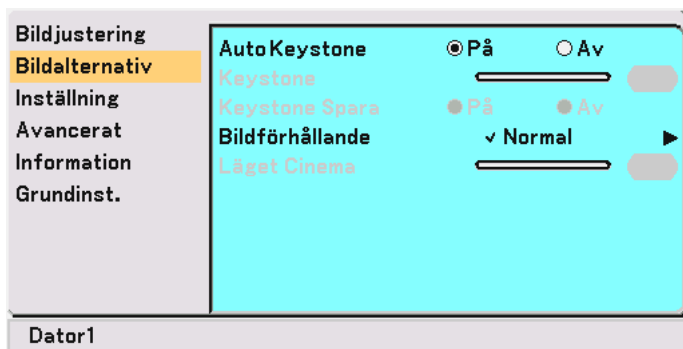 Bildjustering
Bildalternativ
Inställning
Avancerat
Information
Grundinst.
Auto Keystone På Av
Keystone
Keystone Spara På Av
Bildförhållande ✓ Normal
Läget Cinema
Dator1